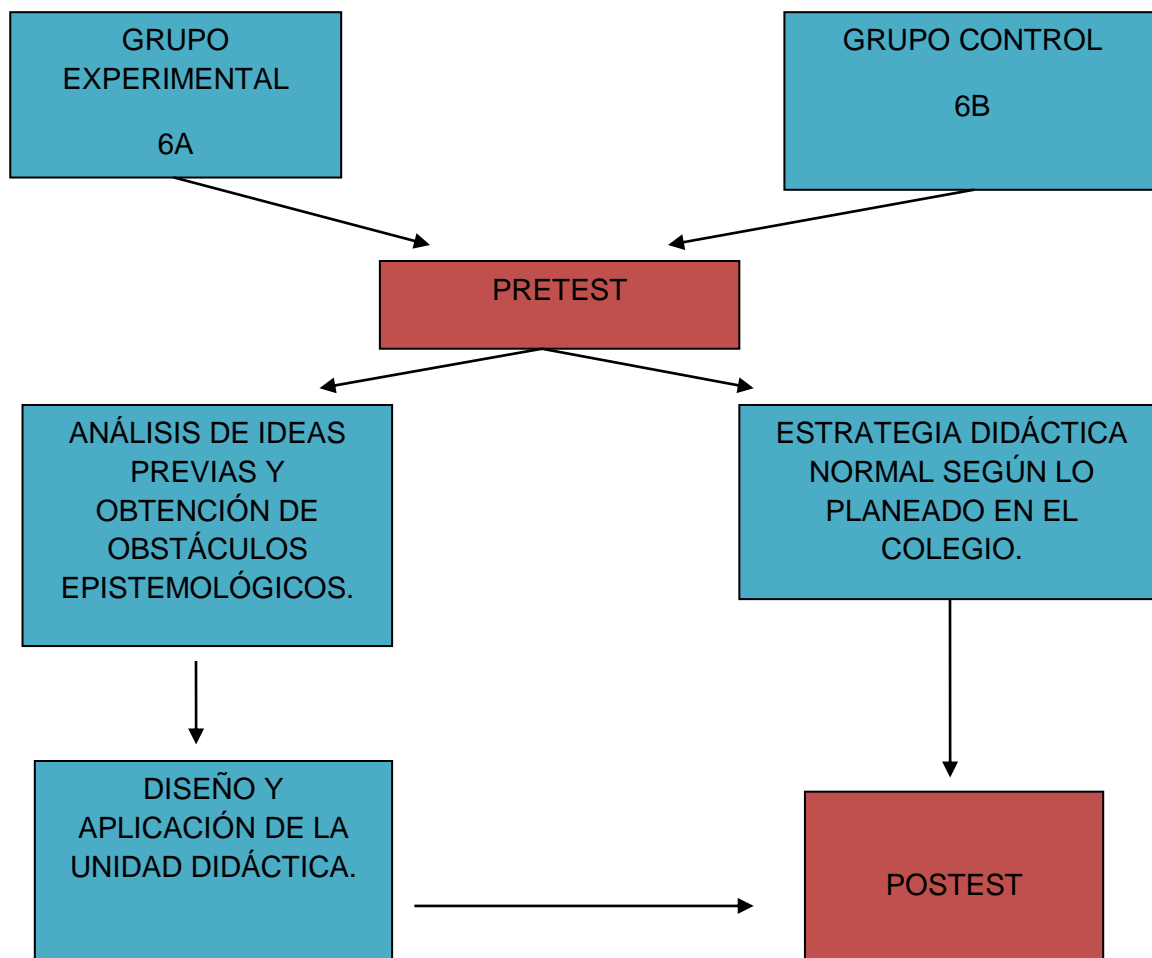 GRUPO
EXPERIMENTAL
6A
GRUPO CONTROL
6B
PRETEST
ANÁLISIS DE IDEAS
PREVIAS Y
OBTENCIÓN DE
OBSTÁCULOS
EPISTEMOLÓGICOS.
ESTRATEGIA DIDÁCTICA
NORMAL SEGÚN LO
PLANEADO EN EL
COLEGIO.
DISEÑO Y
APLICACIÓN DE LA
UNIDAD DIDÁCTICA.
POSTEST